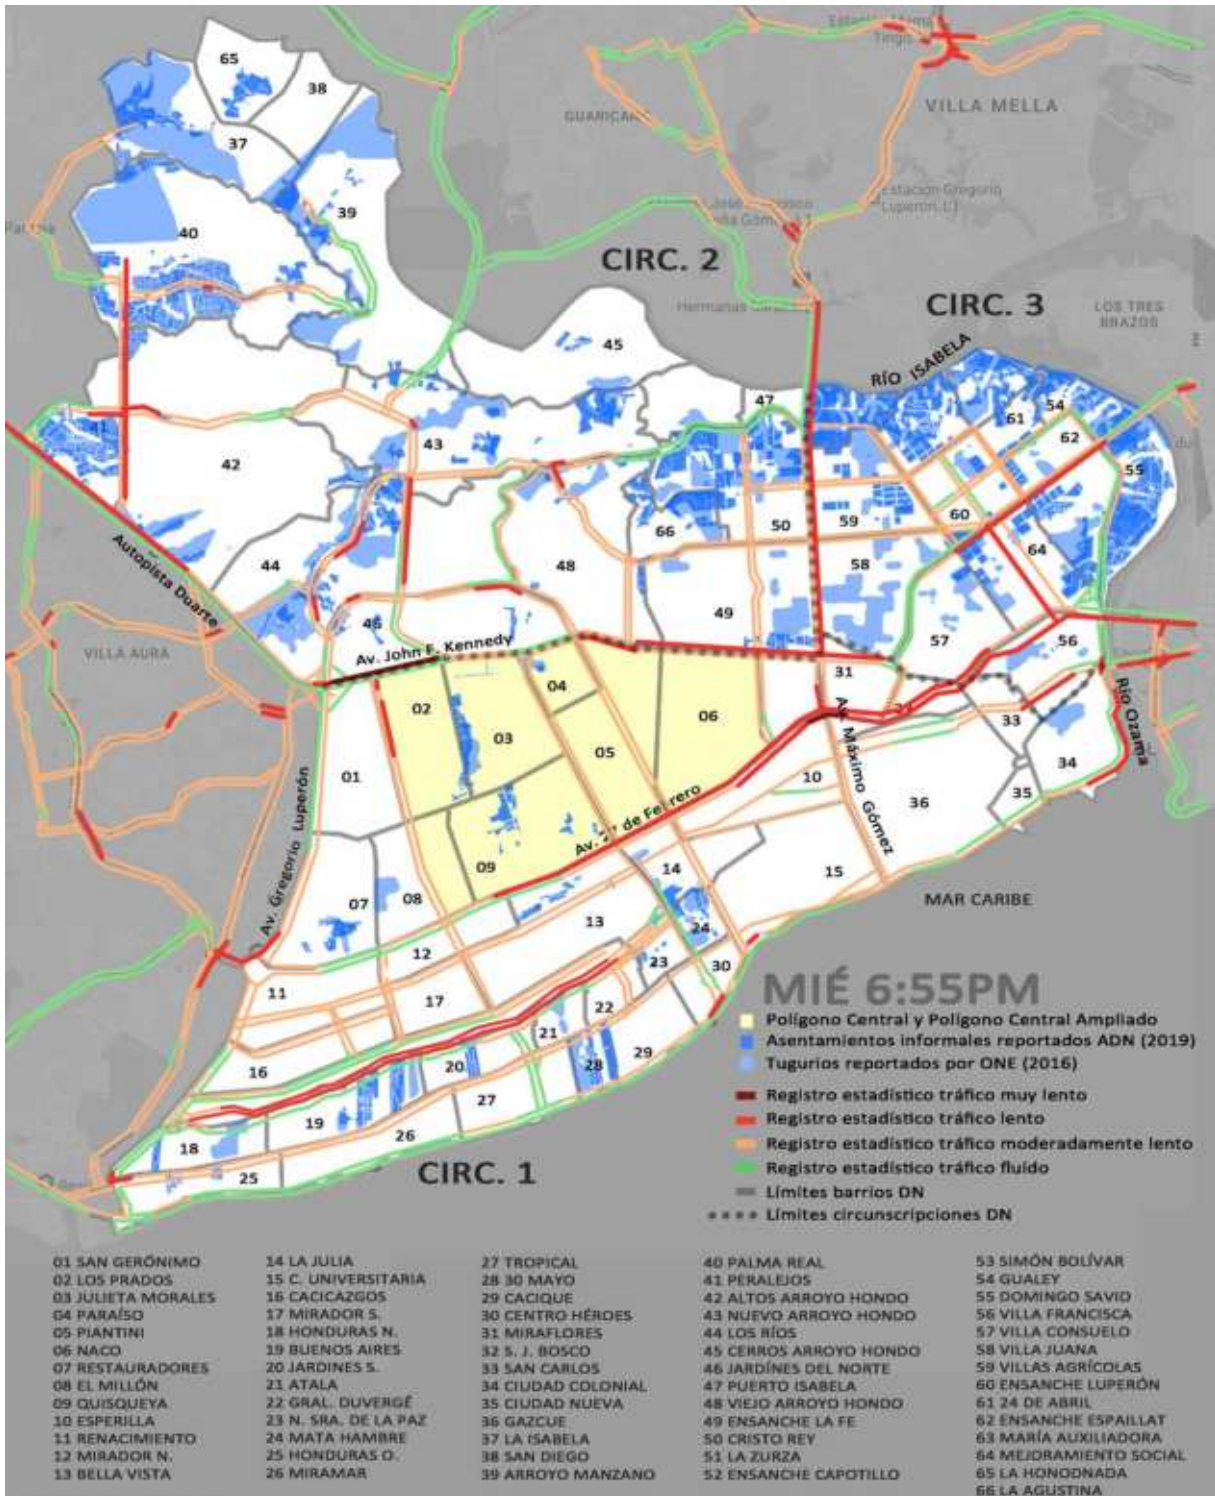 Estación Mamá
Tingó
65
38
GUARICANO
VILLA MELLA
37
Estación Gregorio
Luperón, L1
39
40
CIRC. 2
CIRC. 3
Hermanas
LOS TRES
BRAZOS
45
RÍO ISABELA
47
54
61
62
43
42
55
66
50
59
60
64
44
48
58
Autopista Duarte
49
57
46
56
VILLA AURA
Av. John F. Kennedy
31
04
02
06
Av. Máximo Gómez
33
Río Ozama
03
05
34
01
10
35
36
Av. Gregorio Luperón
Av. 27 de Febrero
09
14
15
08
07
MAR CARIBE
13
24
12
23
30
11
MIÉ 6:55PM
17
22
Polígono Central y Polígono Central Ampliado
21
Asentamientos informales reportados ADN (2019)
29
Tugurios reportados por ONE (2016)
16
20
28
27
Registro estadístico tráfico muy lento
19
Registro estadístico tráfico lento
26
Registro estadístico tráfico moderadamente lento
18
Registro estadístico tráfico fluído
CIRC. 1
25
Límites barrios DN
Límites circunscripciones DN
01 SAN GERÓNIMO
02 LOS PRADOS
03 JULIETA MORALES
04 PARAÍSO
05 PIANTINI
06 NACO
07 RESTAURADORES
08 EL MILLÓN
09 QUISQUEYA
10 ESPERILLA
11 RENACIMIENTO
12 MIRADOR N.
13 BELLA VISTA
14 LA JULIA
15 C. UNIVERSITARIA
16 CACICAZGOS
17 MIRADOR S.
18 HONDURAS N.
19 BUENOS AIRES
20 JARDINES S.
21 ATALA
22 GRAL. DUVERGÉ
23 N. SRA. DE LA PAZ
24 MATA HAMBRE
25 HONDURAS O.
26 MIRAMAR
27 TROPICAL
28 30 MAYO
29 CACIQUE
30 CENTRO HÉROES
31 MIRAFLORES
32 S. J. BOSCO
33 SAN CARLOS
34 CIUDAD COLONIAL
35 CIUDAD NUEVA
36 GAZCUE
37 LA ISABELA
38 SAN DIEGO
39 ARROYO MANZANO
40 PALMA REAL
41 PERALEJOS
42 ALTOS ARROYO HONDO
43 NUEVO ARROYO HONDO
44 LOS RÍOS
45 CERROS ARROYO HONDO
46 JARDÍNES DEL NORTE
47 PUERTO ISABELA
48 VIEJO ARROYO HONDO
49 ENSANCHE LA FE
50 CRISTO REY
51 LA ZURZA
52 ENSANCHE CAPOTILLO
53 SIMÓN BOLÍVAR
54 GUALEY
55 DOMINGO SAVIO
56 VILLA FRANCISCA
57 VILLA CONSUELO
58 VILLA JUANA
59 VILLAS AGRÍCOLAS
60 ENSANCHE LUPERÓN
61 24 DE ABRIL
62 ENSANCHE ESPAILLAT
63 MARÍA AUXILIADORA
64 MEJORAMIENTO SOCIAL
65 LA HONODNADA
66 LA AGUSTINA